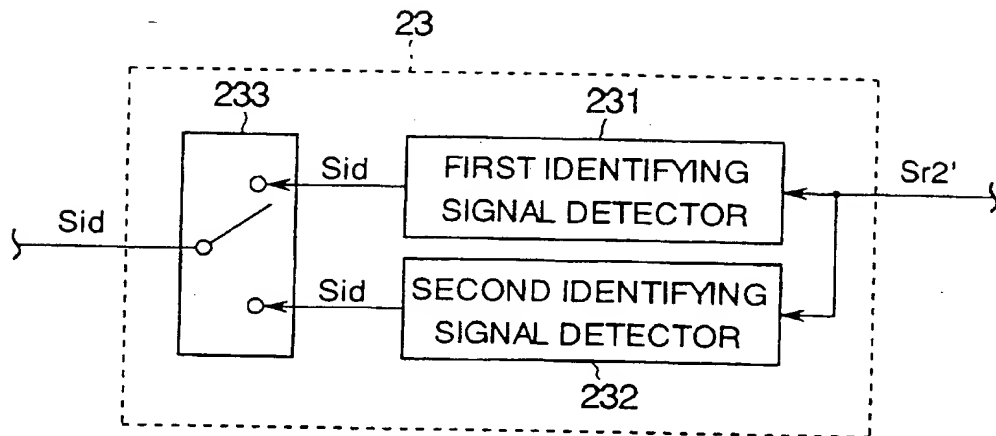 23
233
231
Sid
FIRST IDENTIFYING
SIGNAL DETECTOR
Sr2'
Sid
Sid
SECOND IDENTIFYING
SIGNAL DETECTOR
232